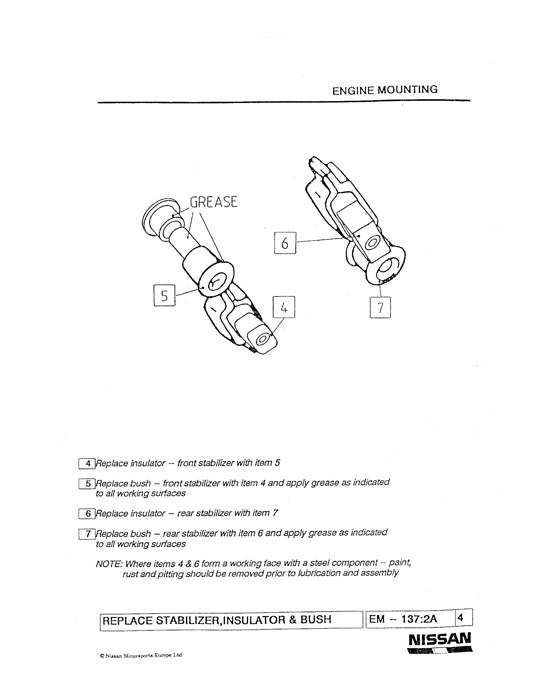 ENGINE MOUNTING
GREASE
6
5
4
7
4 Replace insulator – front stabilizer with item 5
5 Replace bush – front stabilizer with item 4 and apply grease as indicated
to all working surfaces
6 Replace insulator – rear stabilizer with item 7
7 Replace bush – rear stabilizer with item 6 and apply grease as indicated
to all working surfaces
NOTE: Where items 4 & 6 form a working face with a steel component – paint,
rust and pitting should be removed prior to lubrication and assembly
REPLACE STABILIZER,INSULATOR & BUSH EM – 137:2A 4
NISSAN
© Nissan Motorsports Europe Ltd